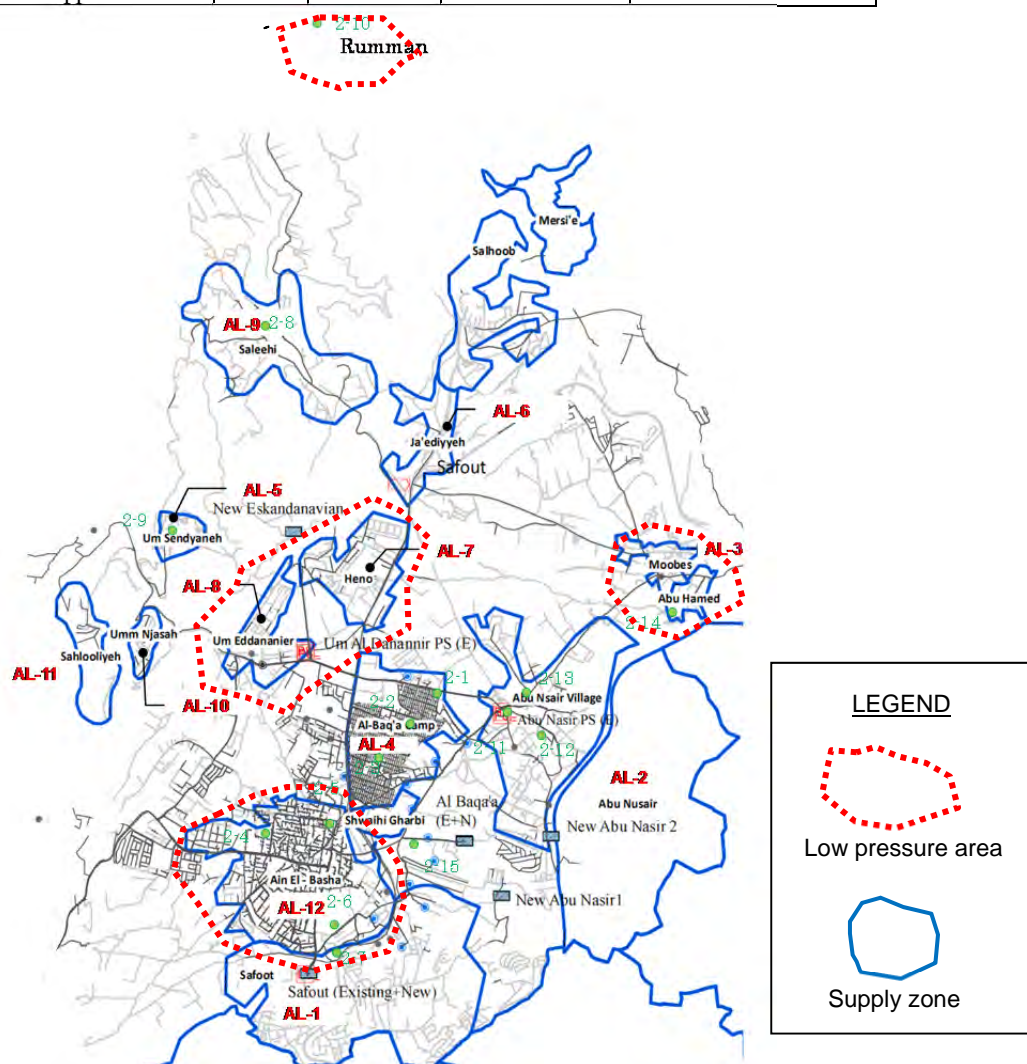 2-10
Rumman
Mersi'e
Salhoob
AL-9
2-8
Saleehi
AL-6
Ja'ediyyeh
Safout
AL-5
New Eskandanavian
2-9
Um Sendyaneh
AL-3
Moobes
AL-7
Heno
AL-8
Abu Hamed
2-14
Umm Njasah
Um Eddananier
Um Al Danannir PS (E)
Sahlooliyeh
AL-11
AL-10
2-1
2-13
Abu Nsair Village
2-2
Al-Baq'a Camp
Abu Nasir PS (E)
2-12
AL-4
AL-2
Abu Nusair
Al Baqa'a
(E+N)
Shwaihi Gharbi
New Abu Nasir 2
2-4
2-15
Ain El - Basha
New Abu Nasir1
2-6
AL-12
Safoot
Safout (Existing+New)
AL-1
LEGEND
Low pressure area
Supply zone